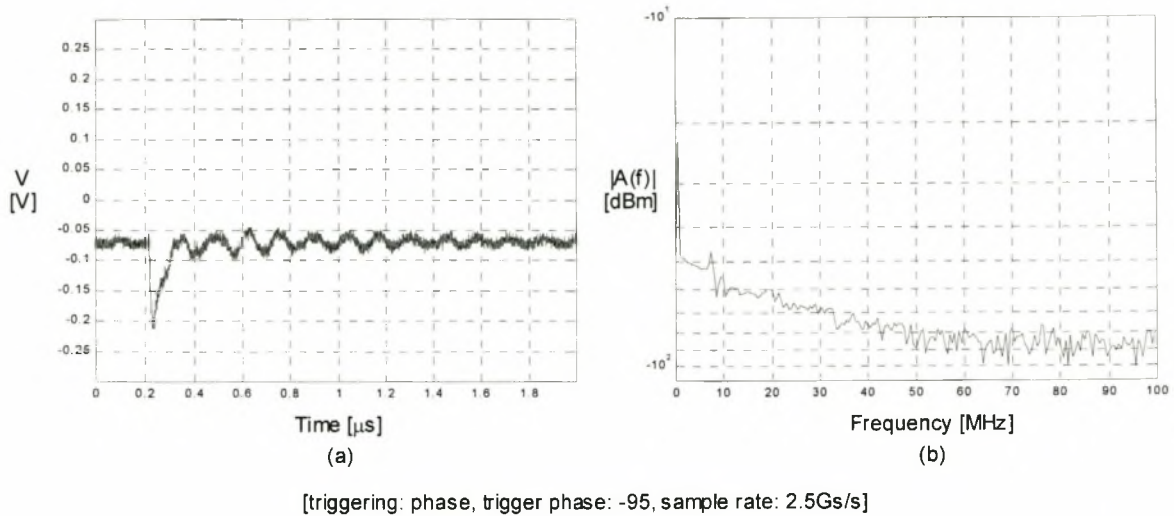 0.25
0.2
0.15
0.1
0.05
0
-0.05
-0.1
-0.15
-0.2
-0.25
V
[V]
0 0.2 0.4 0.6 0.8 1 1.2 1.4 1.6 1.8
Time [μs]
(a)
-10¹
|A(f)|
[dBm]
-10²
0 10 20 30 40 50 60 70 80 90 100
Frequency [MHz]
(b)
[triggering: phase, trigger phase: -95, sample rate: 2.5Gs/s]